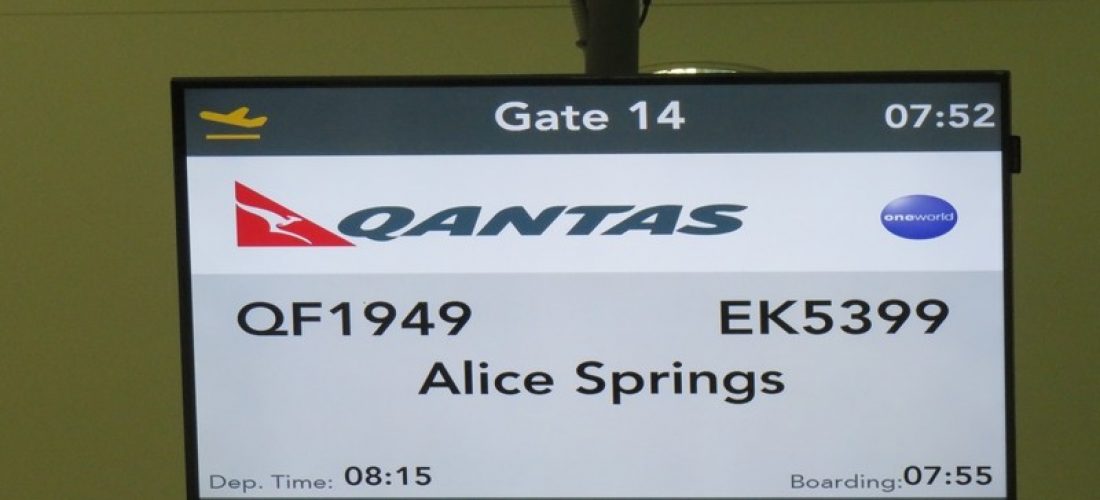 Gate 14 07:52
QANTAS oneworld
QF1949 EK5399
Alice Springs
Dep. Time: 08:15 Boarding: 07:55